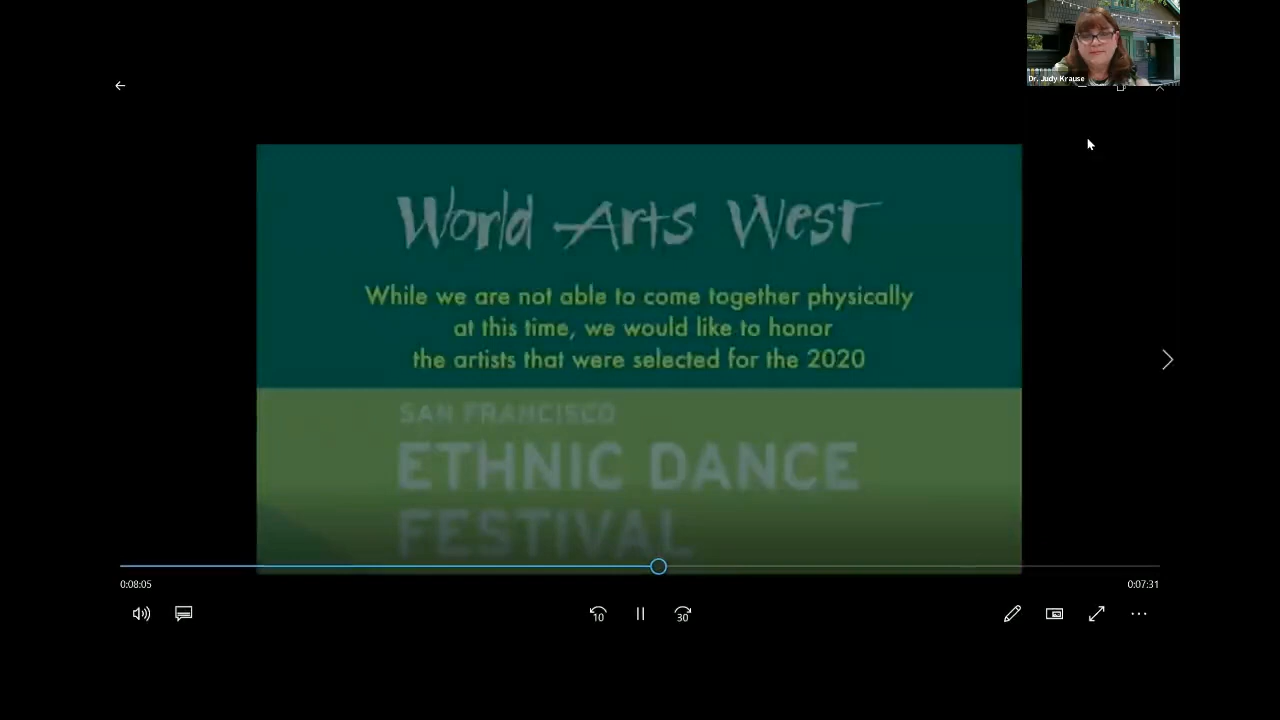 Dr. Judy Krause
World Arts West
While we are not able to come together physically
at this time, we would like to honor
the artists that were selected for the 2020
SAN FRANCISCO
ETHNIC DANCE
FESTIVAL
0:08:05
0:07:31
10
30